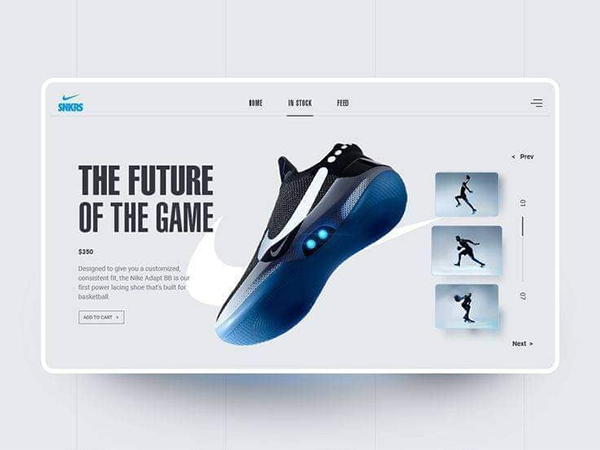 SNKRS
HOME
IN STOCK
FEED
< Prev
THE FUTURE
OF THE GAME
$350
Designed to give you a customized,
consistent fit, the Nike Adapt BB is our
first power lacing shoe that's built for
basketball.
ADD TO CART >
01
07
Next >